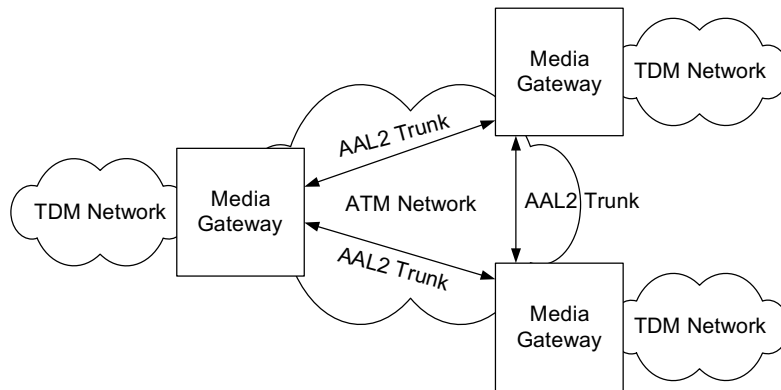 Media
Gateway
TDM Network
AAL2 Trunk
TDM Network
Media
Gateway
ATM Network
AAL2 Trunk
AAL2 Trunk
Media
Gateway
TDM Network